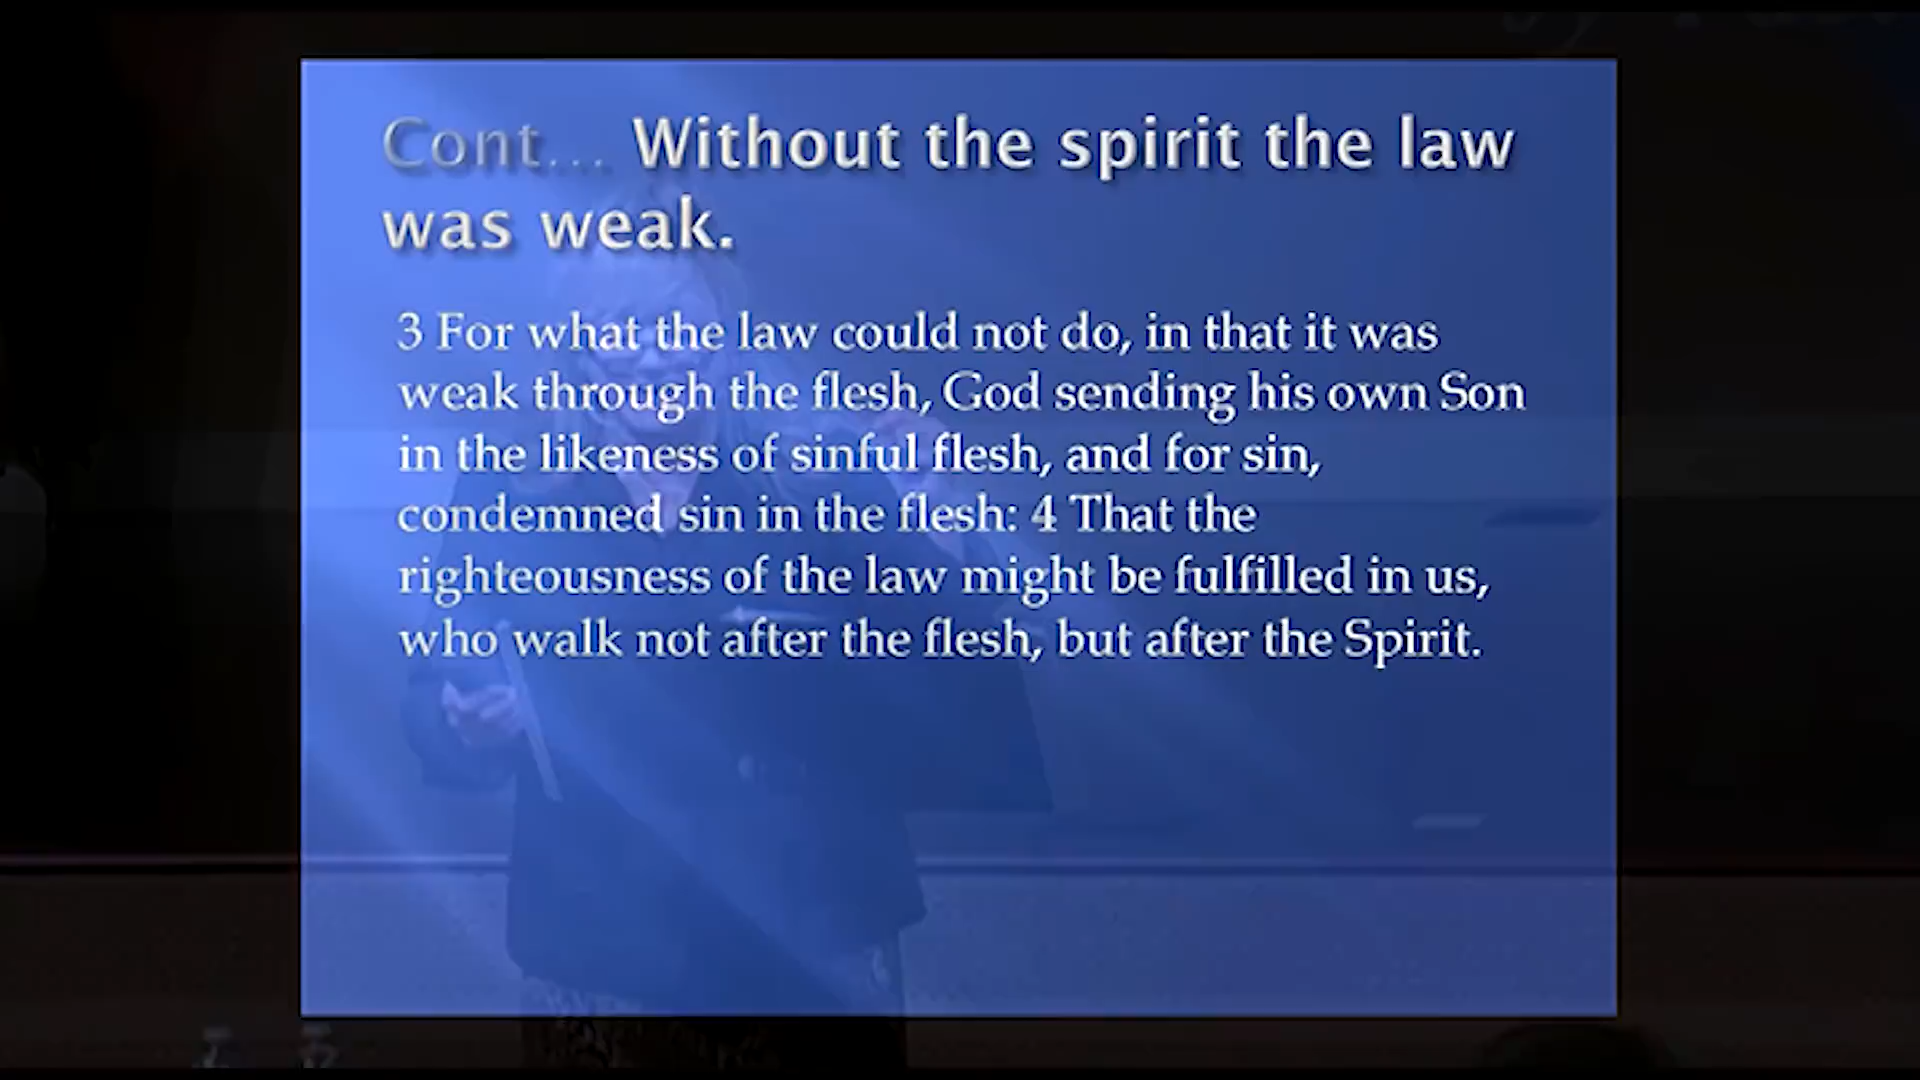 Cont... Without the spirit the law
was weak.
3 For what the law could not do, in that it was
weak through the flesh, God sending his own Son
in the likeness of sinful flesh, and for sin,
condemned sin in the flesh: 4 That the
righteousness of the law might be fulfilled in us,
who walk not after the flesh, but after the Spirit.